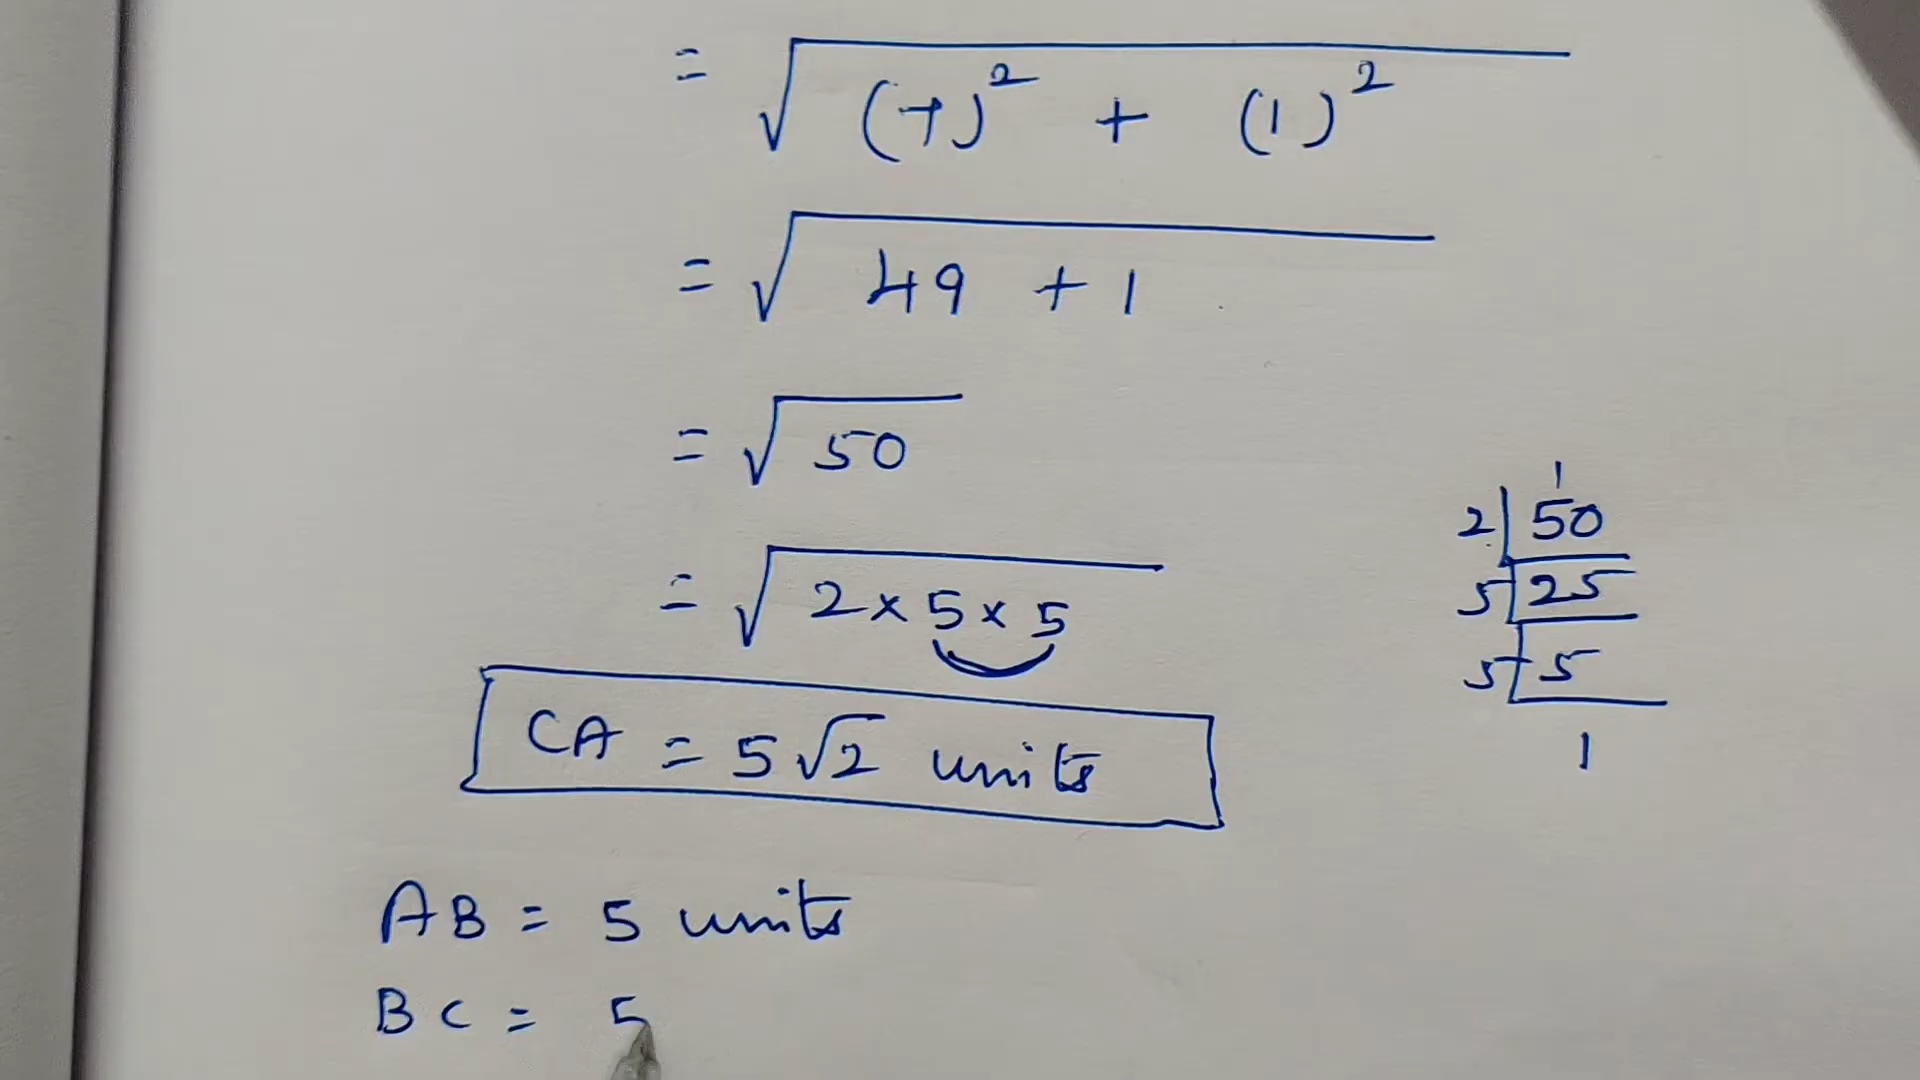 = √(7)² + (1)²
= √49 + 1
= √50
= √2 × 5 × 5
CA = 5√2 units
AB = 5 units
BC = 5
1
2 50
5 25
5 5
1